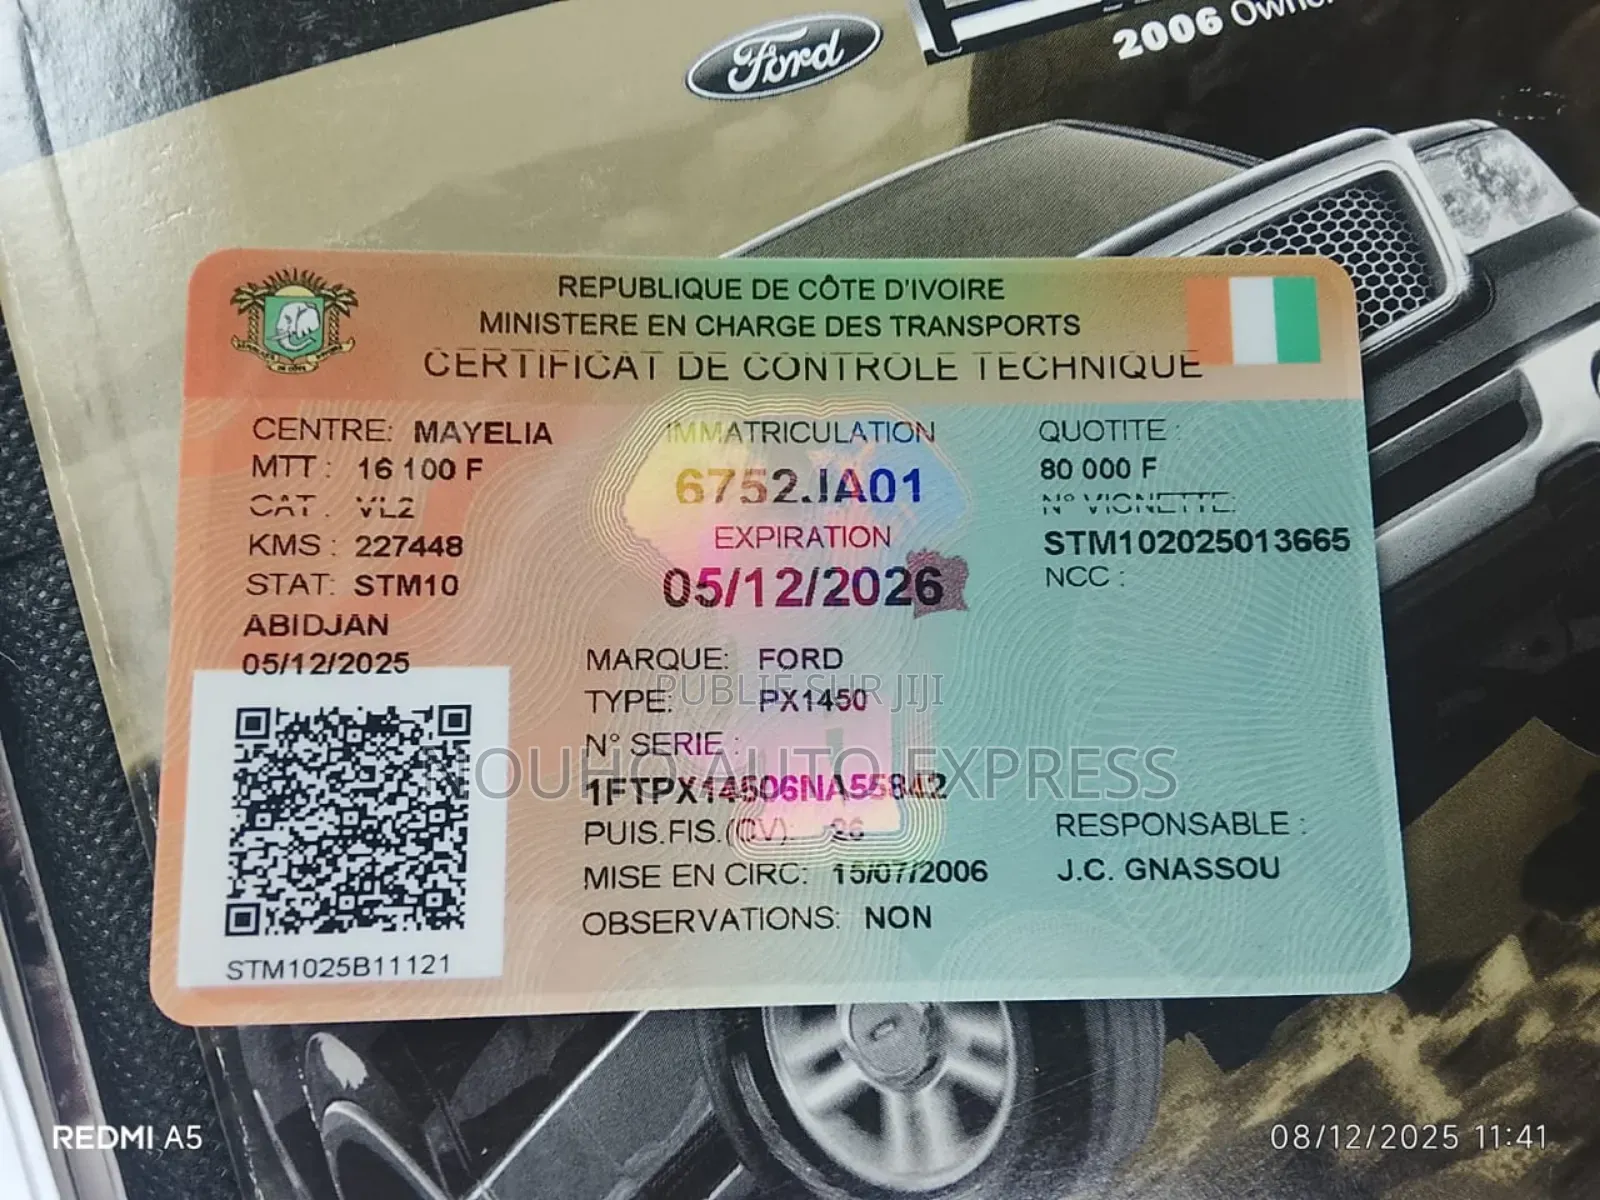 Ford
2006 Owner
REPUBLIQUE DE CÔTE D'IVOIRE
MINISTERE EN CHARGE DES TRANSPORTS
CERTIFICAT DE CONTROLE TECHNIQUE
CENTRE: MAYELIA
MTT : 16 100 F
CAT : VL2
KMS : 227448
STAT: STM10
ABIDJAN
05/12/2025
STM1025B11121
IMMATRICULATION
6752JA01
EXPIRATION
05/12/2026
MARQUE: FORD
PUBLIE SUR JIJI
TYPE: PX1450
N° SERIE :
NOUHO AUTO EXPRESS
1FTPX14506NA55842
PUIS.FIS.(CV): 26
MISE EN CIRC: 15/07/2006
OBSERVATIONS: NON
QUOTITE :
80 000 F
N° VIGNETTE:
STM102025013665
NCC :
RESPONSABLE :
J.C. GNASSOU
REDMI A5
08/12/2025 11:41